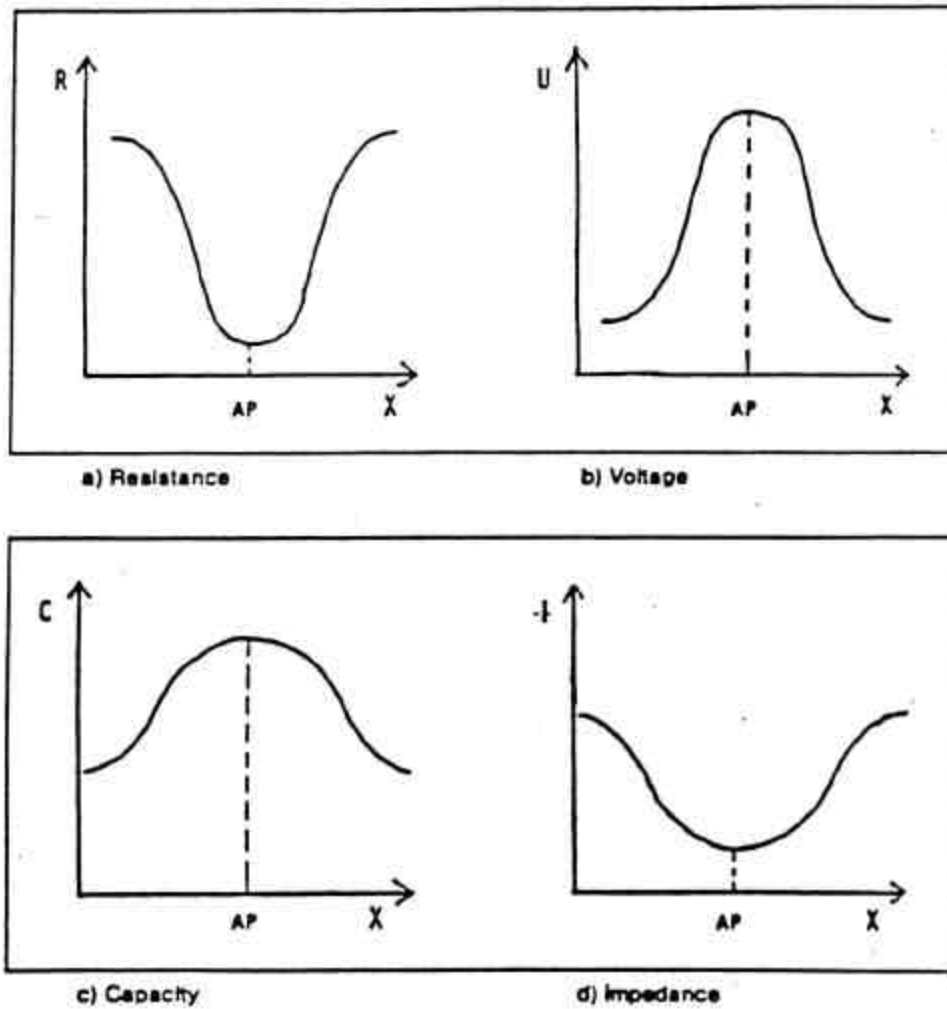 R
U
AP X
AP X
a) Resistance
b) Voltage
C
-I
AP X
AP X
c) Capacity
d) Impedance